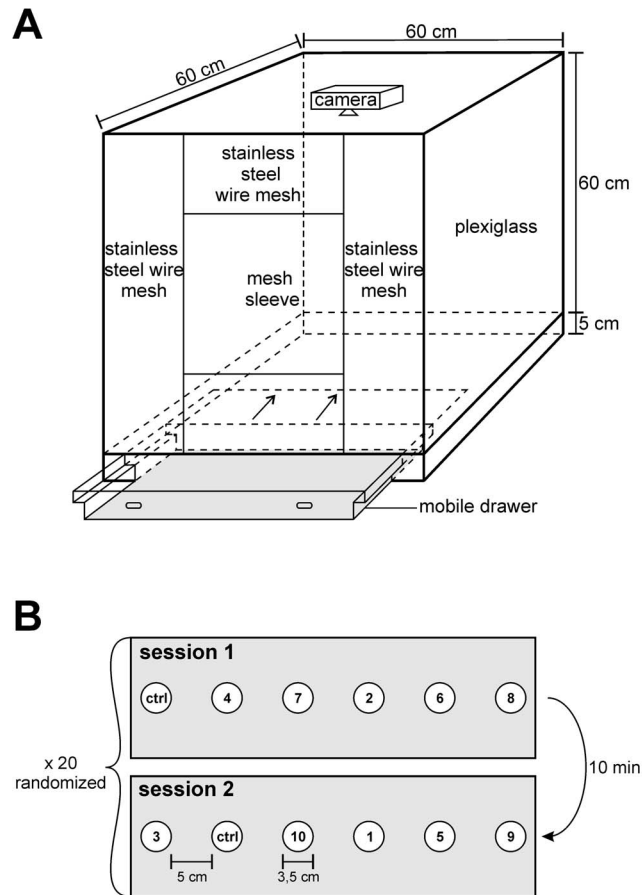 A
60 cm
60 cm
camera
stainless
steel
wire mesh
60 cm
stainless
steel wire
mesh
mesh
sleeve
stainless
steel wire
mesh
plexiglass
5 cm
mobile drawer
B
session 1
ctrl 4 7 2 6 8
x 20
randomized
10 min
session 2
3 ctrl 10 1 5 9
5 cm 3,5 cm